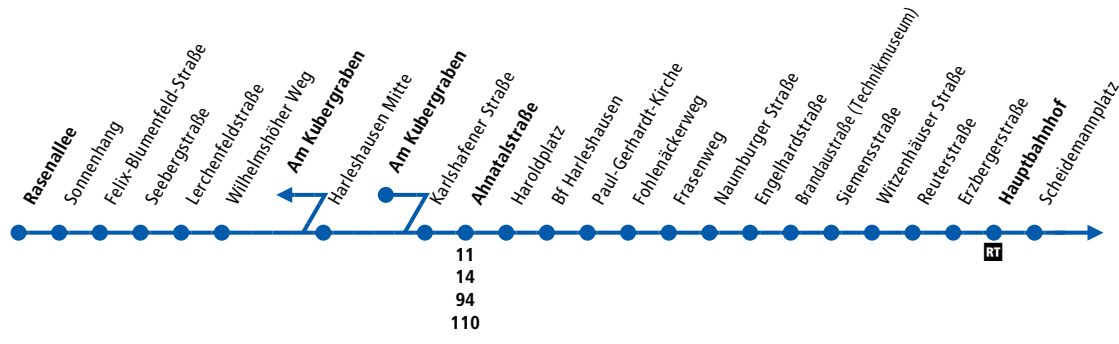 Rasenallee
Sonnenhang
Felix-Blumenfeld-Straße
Seebergstraße
Lerchenfeldstraße
Wilhelmshöher Weg
Am Kubergraben
Harleshausen Mitte
Am Kubergraben
Karlshafener Straße
Ahnatalstraße
Haroldplatz
Bf Harleshausen
Paul-Gerhardt-Kirche
Fohlenäckerweg
Frasenweg
Naumburger Straße
Engelhardstraße
Brandaustraße (Technikmuseum)
Siemensstraße
Witzenhäuser Straße
Reuterstraße
Erzbergerstraße
Hauptbahnhof
Scheidemannplatz
11
14
94
110
RT